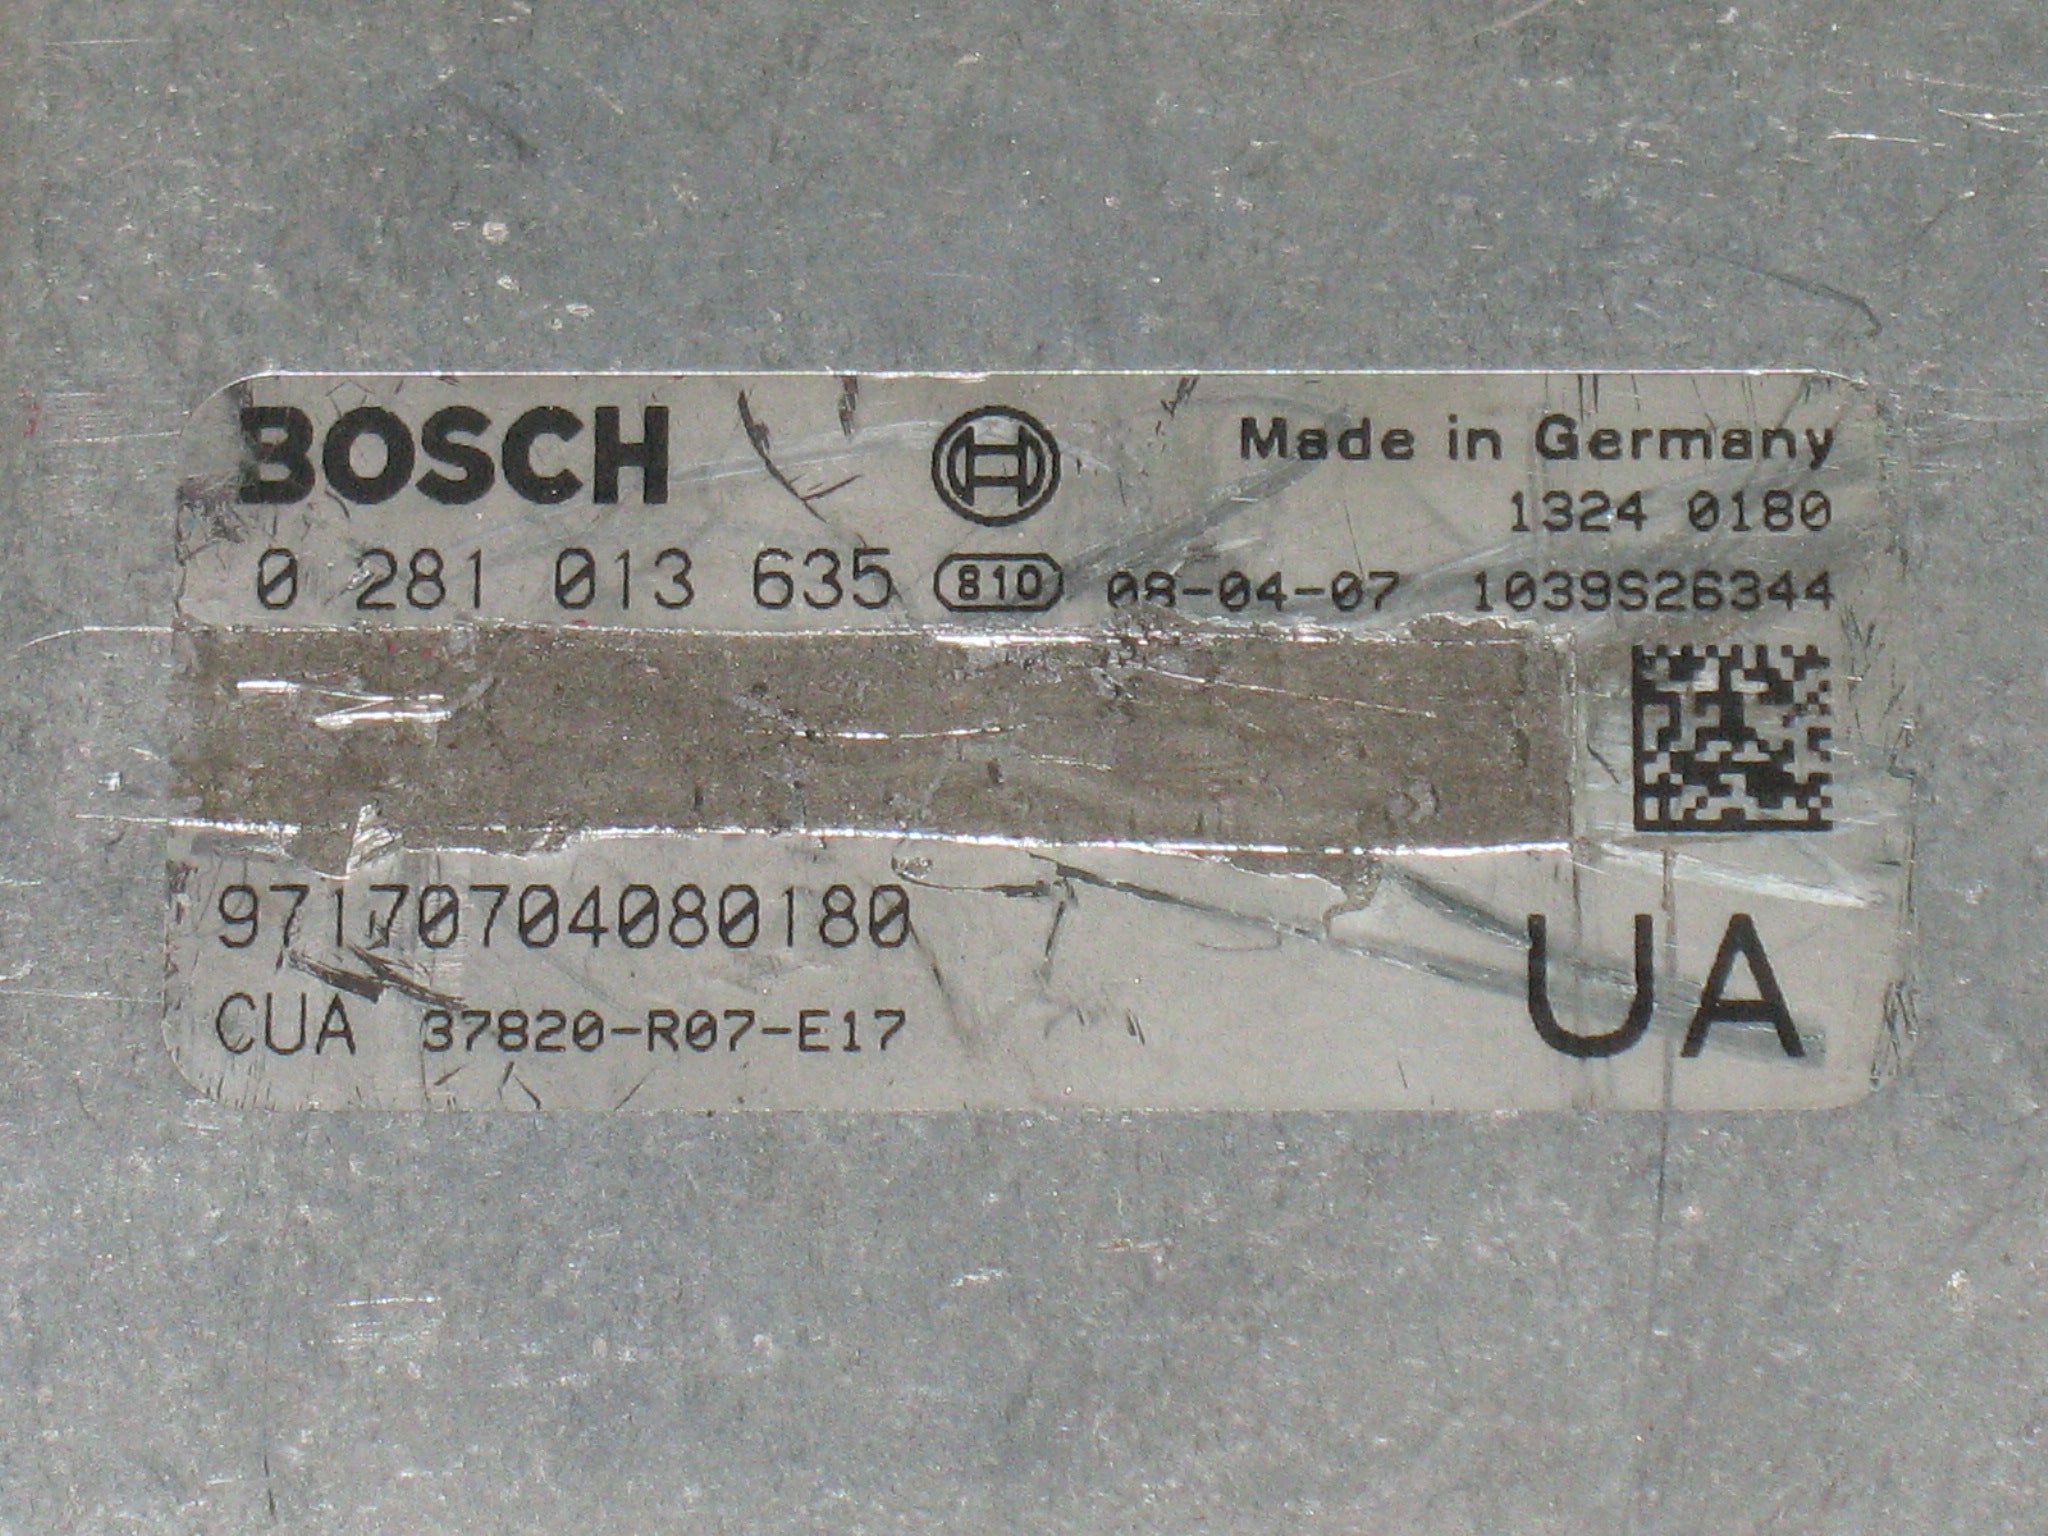 BOSCH Made in Germany
1324 0180
0 281 013 635 810 08-04-07 1039S26344
97170704080180
CUA 37820-R07-E17 UA